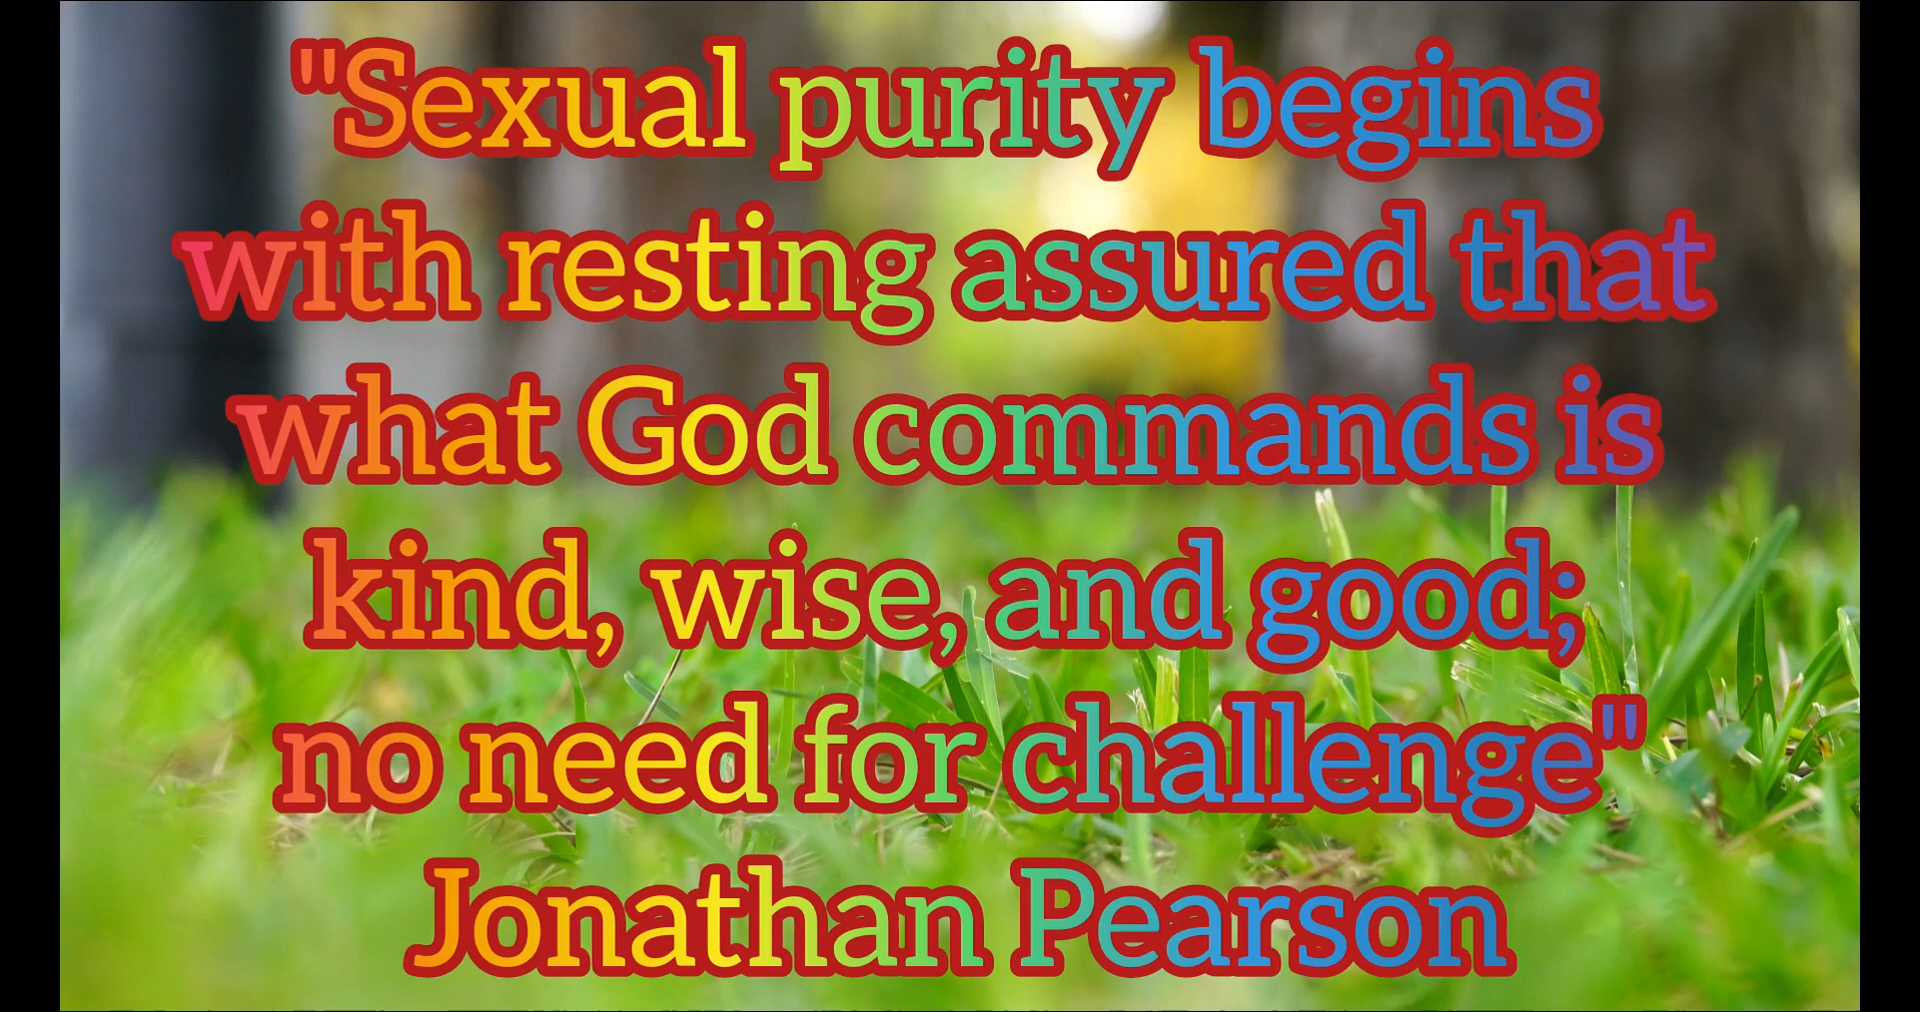 "Sexual purity begins
with resting assured that
what God commands is
kind, wise, and good;
no need for challenge"
Jonathan Pearson